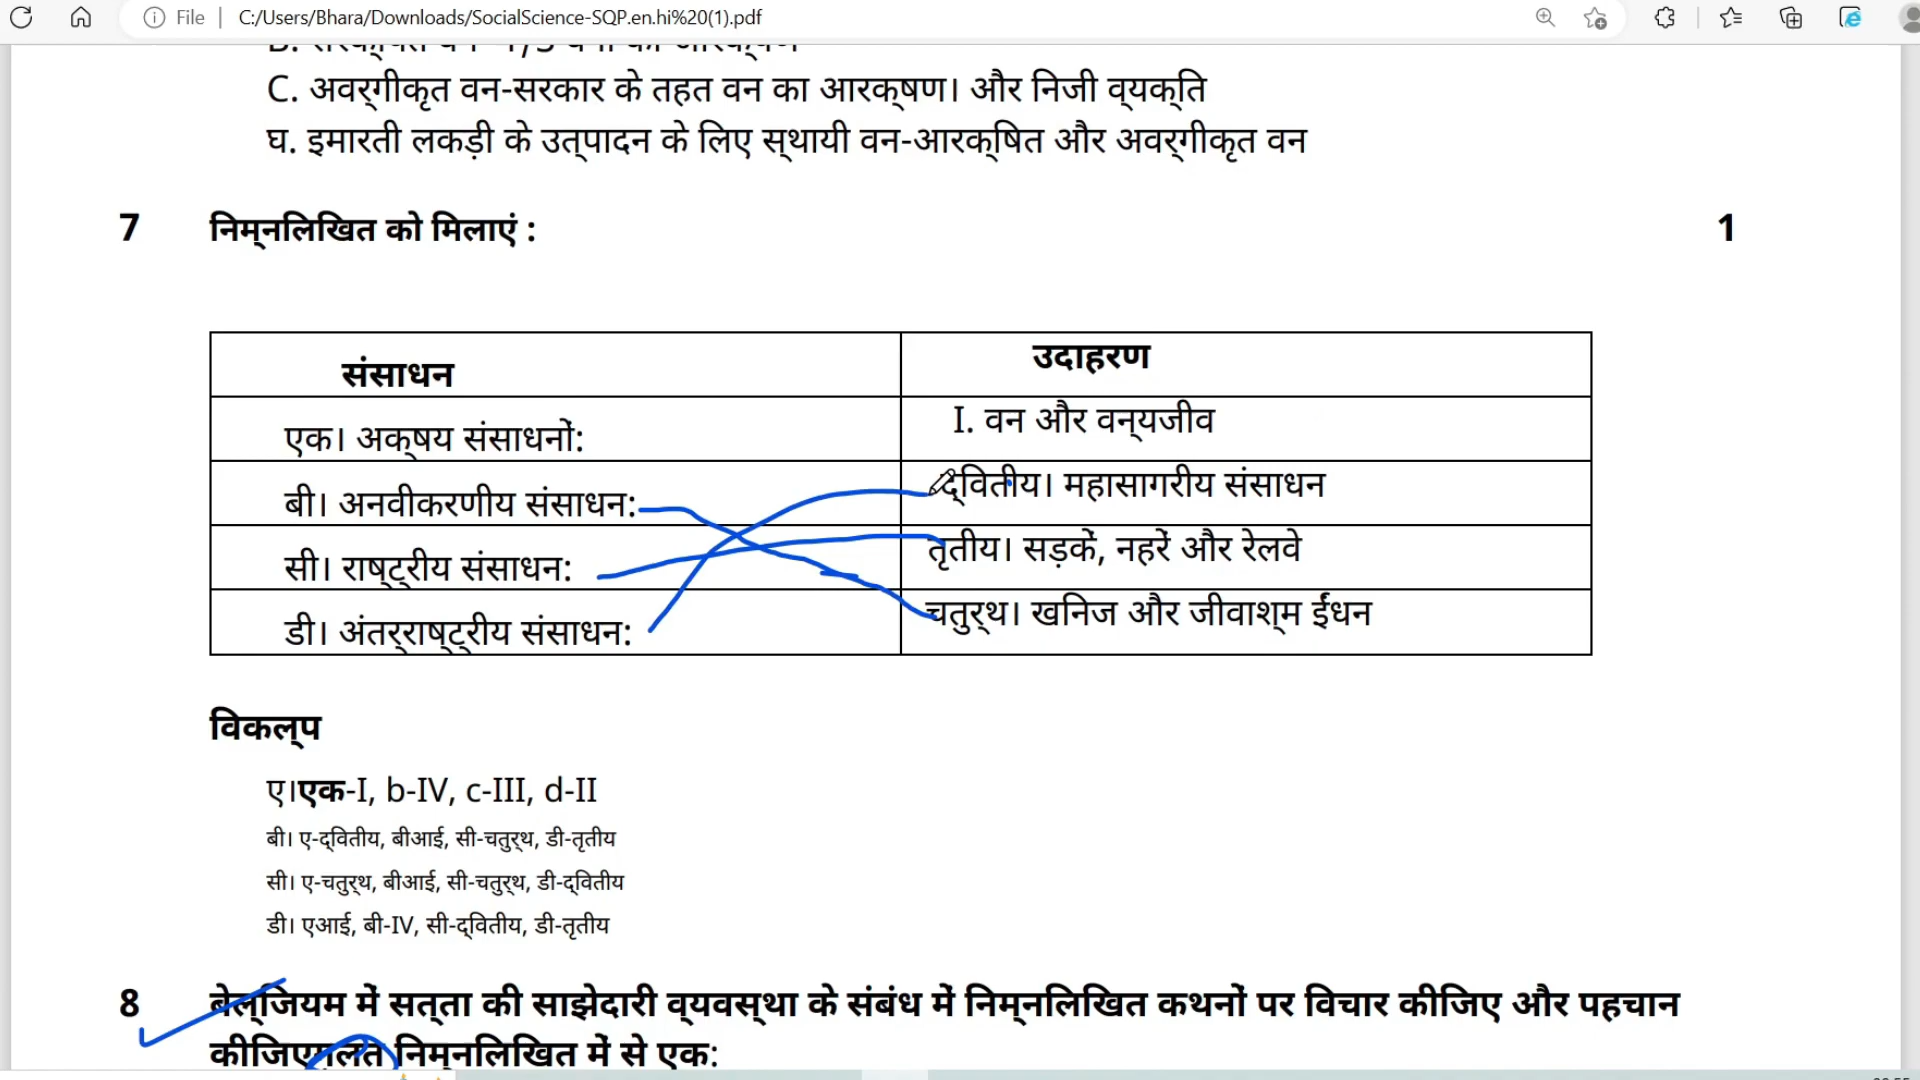 File | C:/Users/Bhara/Downloads/SocialScience-SQP.en.hi%20(1).pdf
C. अवर्गीकृत वन-सरकार के तहत वन का आरक्षण। और निजी व्यक्ति
घ. इमारती लकड़ी के उत्पादन के लिए स्थायी वन-आरक्षित और अवर्गीकृत वन
7 निम्नलिखित को मिलाएं : 1
संसाधन उदाहरण
एक। अक्षय संसाधनों: I. वन और वन्यजीव
बी। अनवीकरणीय संसाधन: द्वितीय। महासागरीय संसाधन
सी। राष्ट्रीय संसाधन: तृतीय। सड़कें, नहरें और रेलवे
डी। अंतर्राष्ट्रीय संसाधन: चतुर्थ। खनिज और जीवाश्म ईंधन
विकल्प
ए।एक-I, b-IV, c-III, d-II
बी। ए-द्वितीय, बीआई, सी-चतुर्थ, डी-तृतीय
सी। ए-चतुर्थ, बीआई, सी-चतुर्थ, डी-द्वितीय
डी। एआई, बी-IV, सी-द्वितीय, डी-तृतीय
8 बेल्जियम में सत्ता की साझेदारी व्यवस्था के संबंध में निम्नलिखित कथनों पर विचार कीजिए और पहचान
कीजिएगलत निम्नलिखित में से एक: